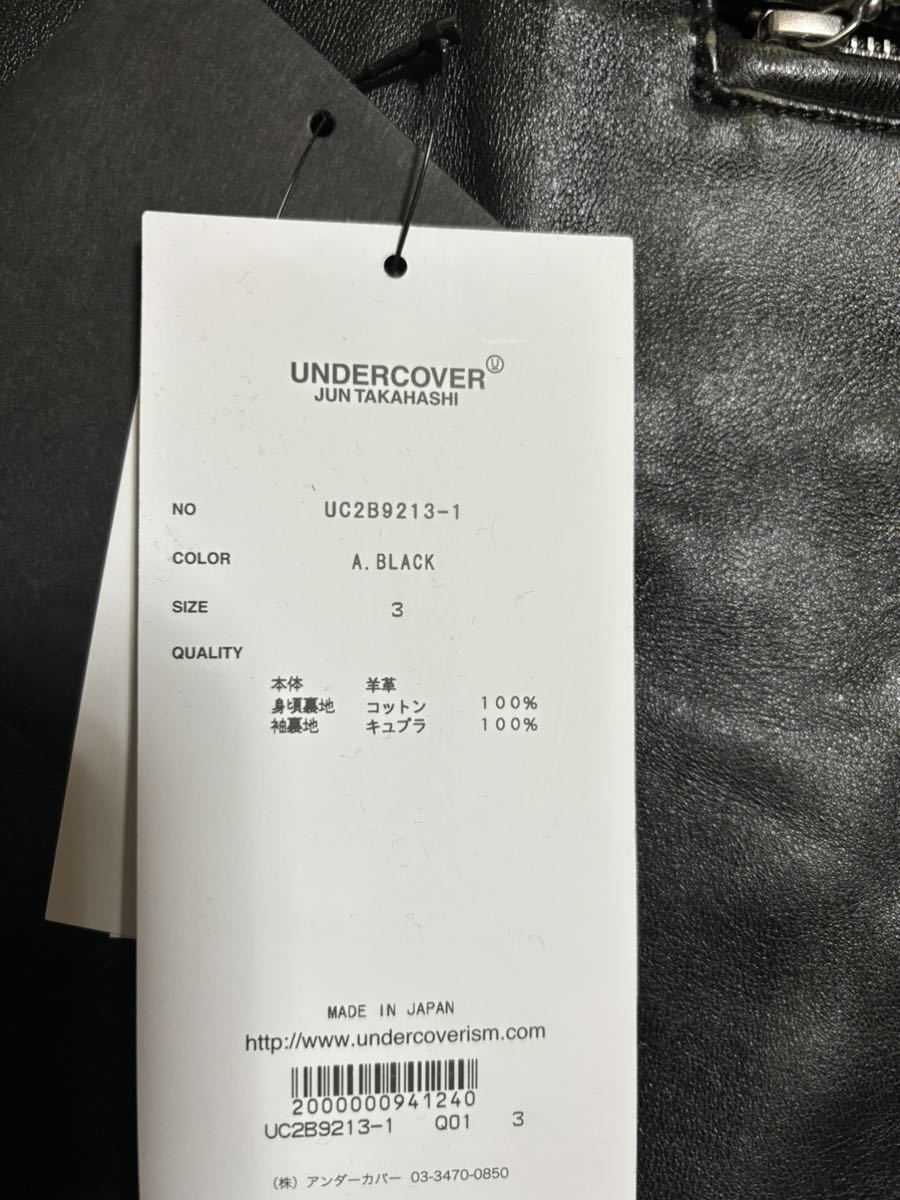 UNDERCOVER Ⓤ
JUN TAKAHASHI
NO UC2B9213-1
COLOR A.BLACK
SIZE 3
QUALITY
本体 羊革
身頃裏地 コットン 100%
袖裏地 キュプラ 100%
MADE IN JAPAN
http://www.undercoverism.com
2000000941240
UC2B9213-1 Q01 3
(株) アンダーカバー 03-3470-0850